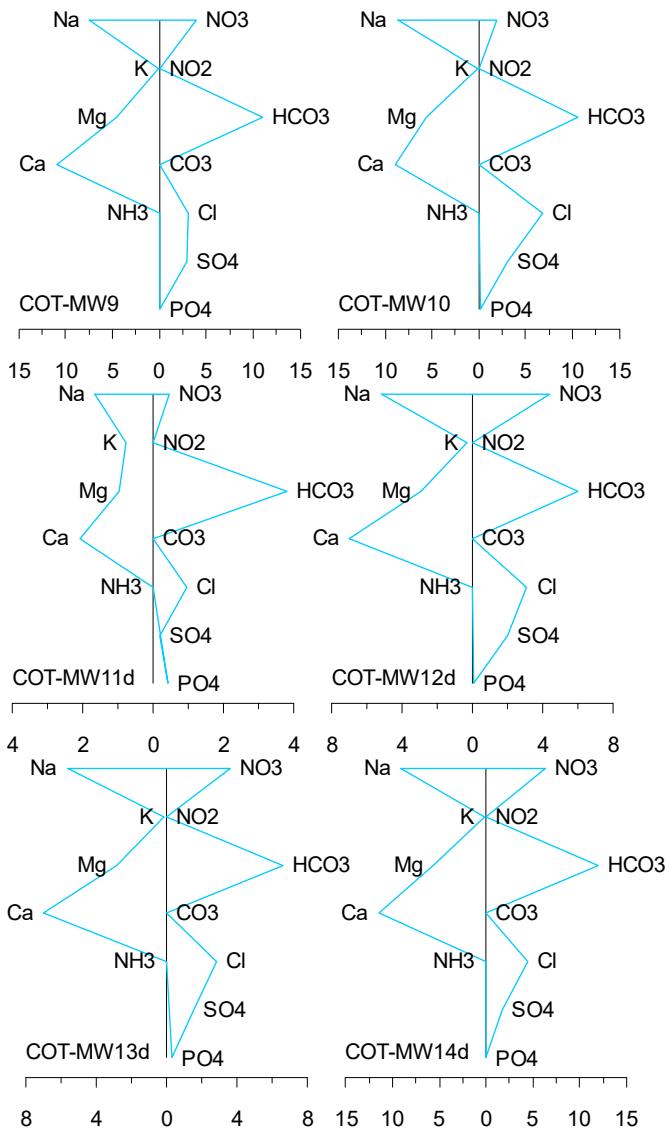 Na NO3 Na NO3
K NO2 K NO2
Mg HCO3 Mg HCO3
Ca CO3 Ca CO3
NH3 Cl NH3 Cl
SO4 SO4
COT-MW9 PO4 COT-MW10 PO4
15 10 5 0 5 10 15 15 10 5 0 5 10 15
Na NO3 Na NO3
K NO2 K NO2
Mg HCO3 Mg HCO3
Ca CO3 Ca CO3
NH3 Cl NH3 Cl
SO4 SO4
COT-MW11d PO4 COT-MW12d PO4
4 2 0 2 4 8 4 0 4 8
Na NO3 Na NO3
K NO2 K NO2
Mg HCO3 Mg HCO3
Ca CO3 Ca CO3
NH3 Cl NH3 Cl
SO4 SO4
COT-MW13d PO4 COT-MW14d PO4
8 4 0 4 8 15 10 5 0 5 10 15